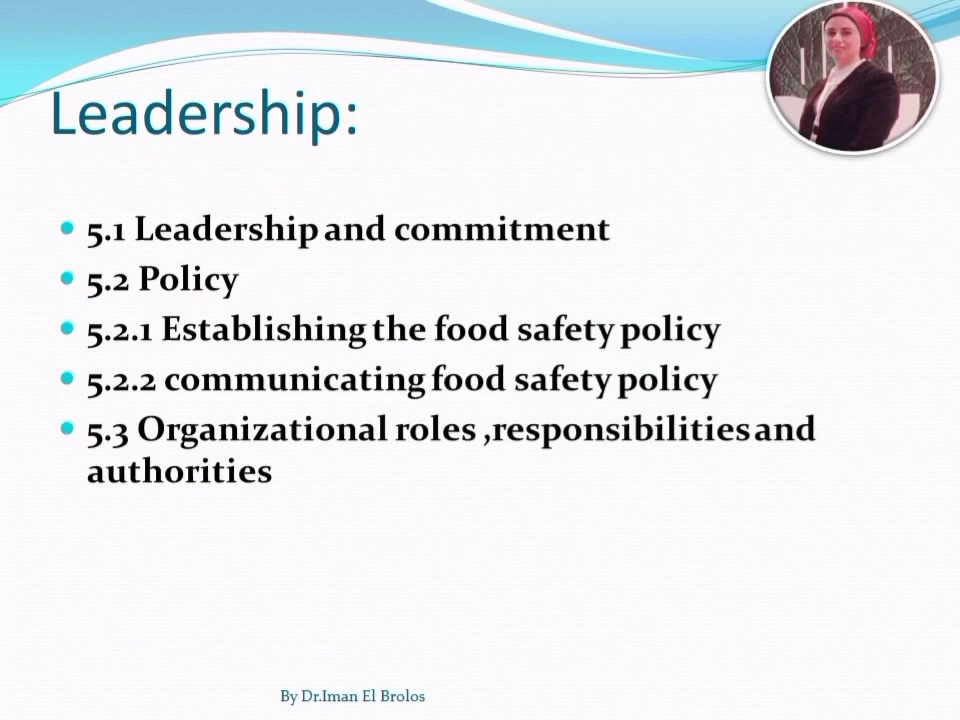 Leadership:
5.1 Leadership and commitment
5.2 Policy
5.2.1 Establishing the food safety policy
5.2.2 communicating food safety policy
5.3 Organizational roles ,responsibilities and
authorities
By Dr.Iman El Brolos